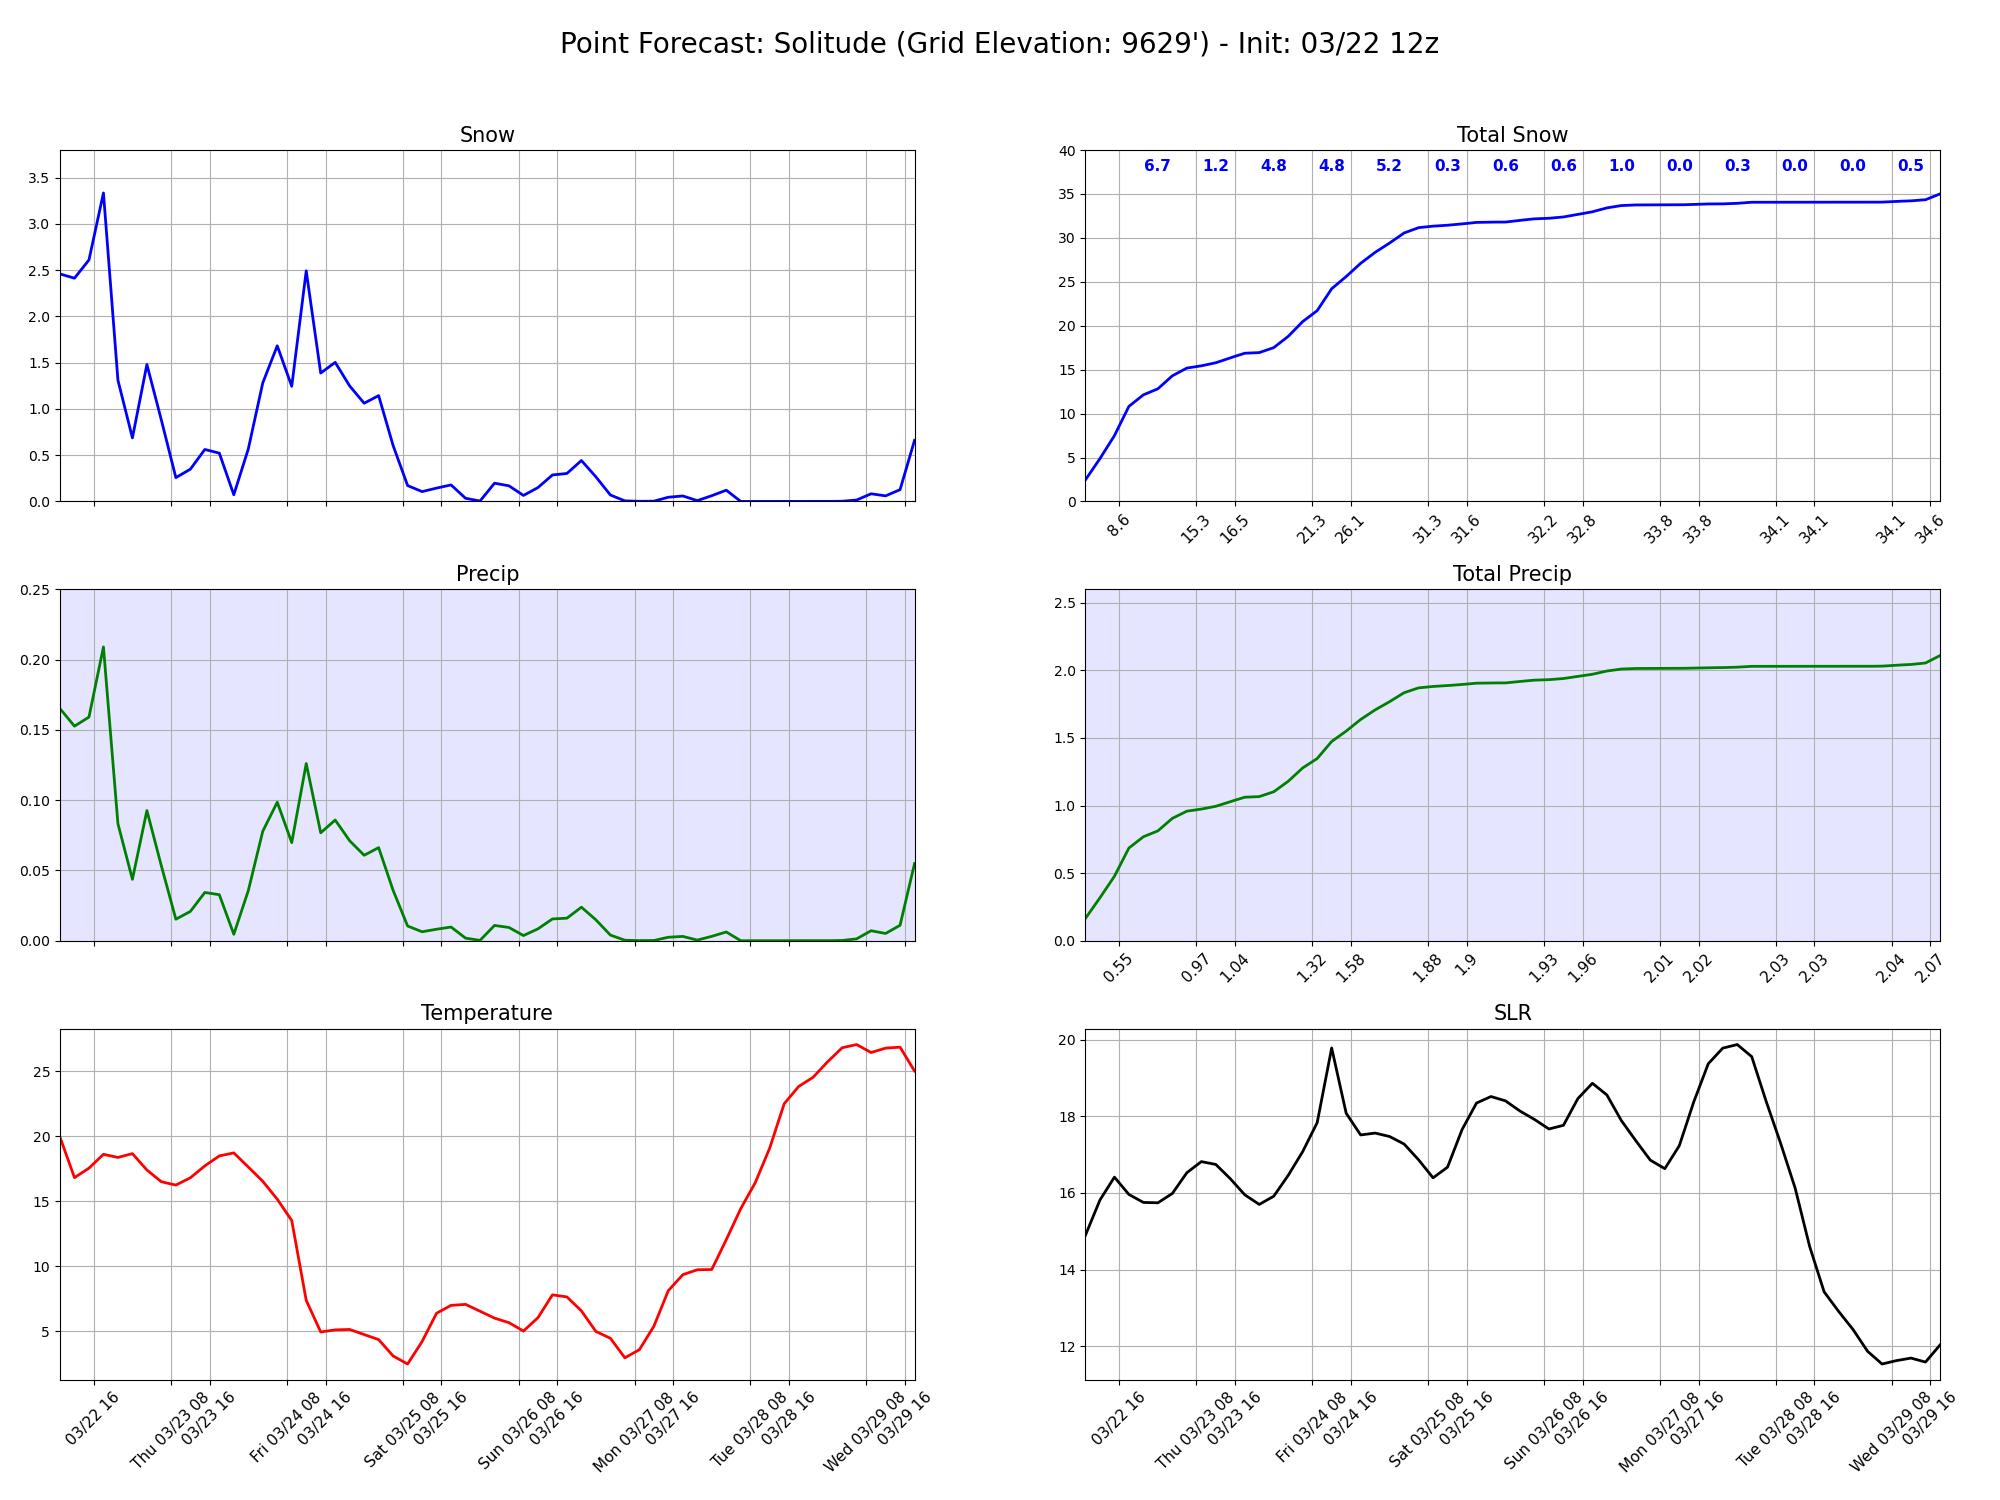 Point Forecast: Solitude (Grid Elevation: 9629') - Init: 03/22 12z
Snow
3.5
3.0
2.5
2.0
1.5
1.0
0.5
0.0
Total Snow
6.7 1.2 4.8 4.8 5.2 0.3 0.6 0.6 1.0 0.0 0.3 0.0 0.0 0.5
40
35
30
25
20
15
10
5
0
8.6 15.3 16.5 21.3 26.1 31.3 31.6 32.2 32.8 33.8 33.8 34.1 34.1 34.1 34.6
Precip
0.25
0.20
0.15
0.10
0.05
0.00
Total Precip
2.5
2.0
1.5
1.0
0.5
0.0
0.55 0.97 1.04 1.32 1.58 1.88 1.9 1.93 1.96 2.01 2.02 2.03 2.03 2.04 2.07
Temperature
25
20
15
10
5
03/22 16
Thu 03/23 08
03/23 16
Fri 03/24 08
03/24 16
Sat 03/25 08
03/25 16
Sun 03/26 08
03/26 16
Mon 03/27 08
03/27 16
Tue 03/28 08
03/28 16
Wed 03/29 08
03/29 16
SLR
20
18
16
14
12
03/22 16
Thu 03/23 08
03/23 16
Fri 03/24 08
03/24 16
Sat 03/25 08
03/25 16
Sun 03/26 08
03/26 16
Mon 03/27 08
03/27 16
Tue 03/28 08
03/28 16
Wed 03/29 08
03/29 16